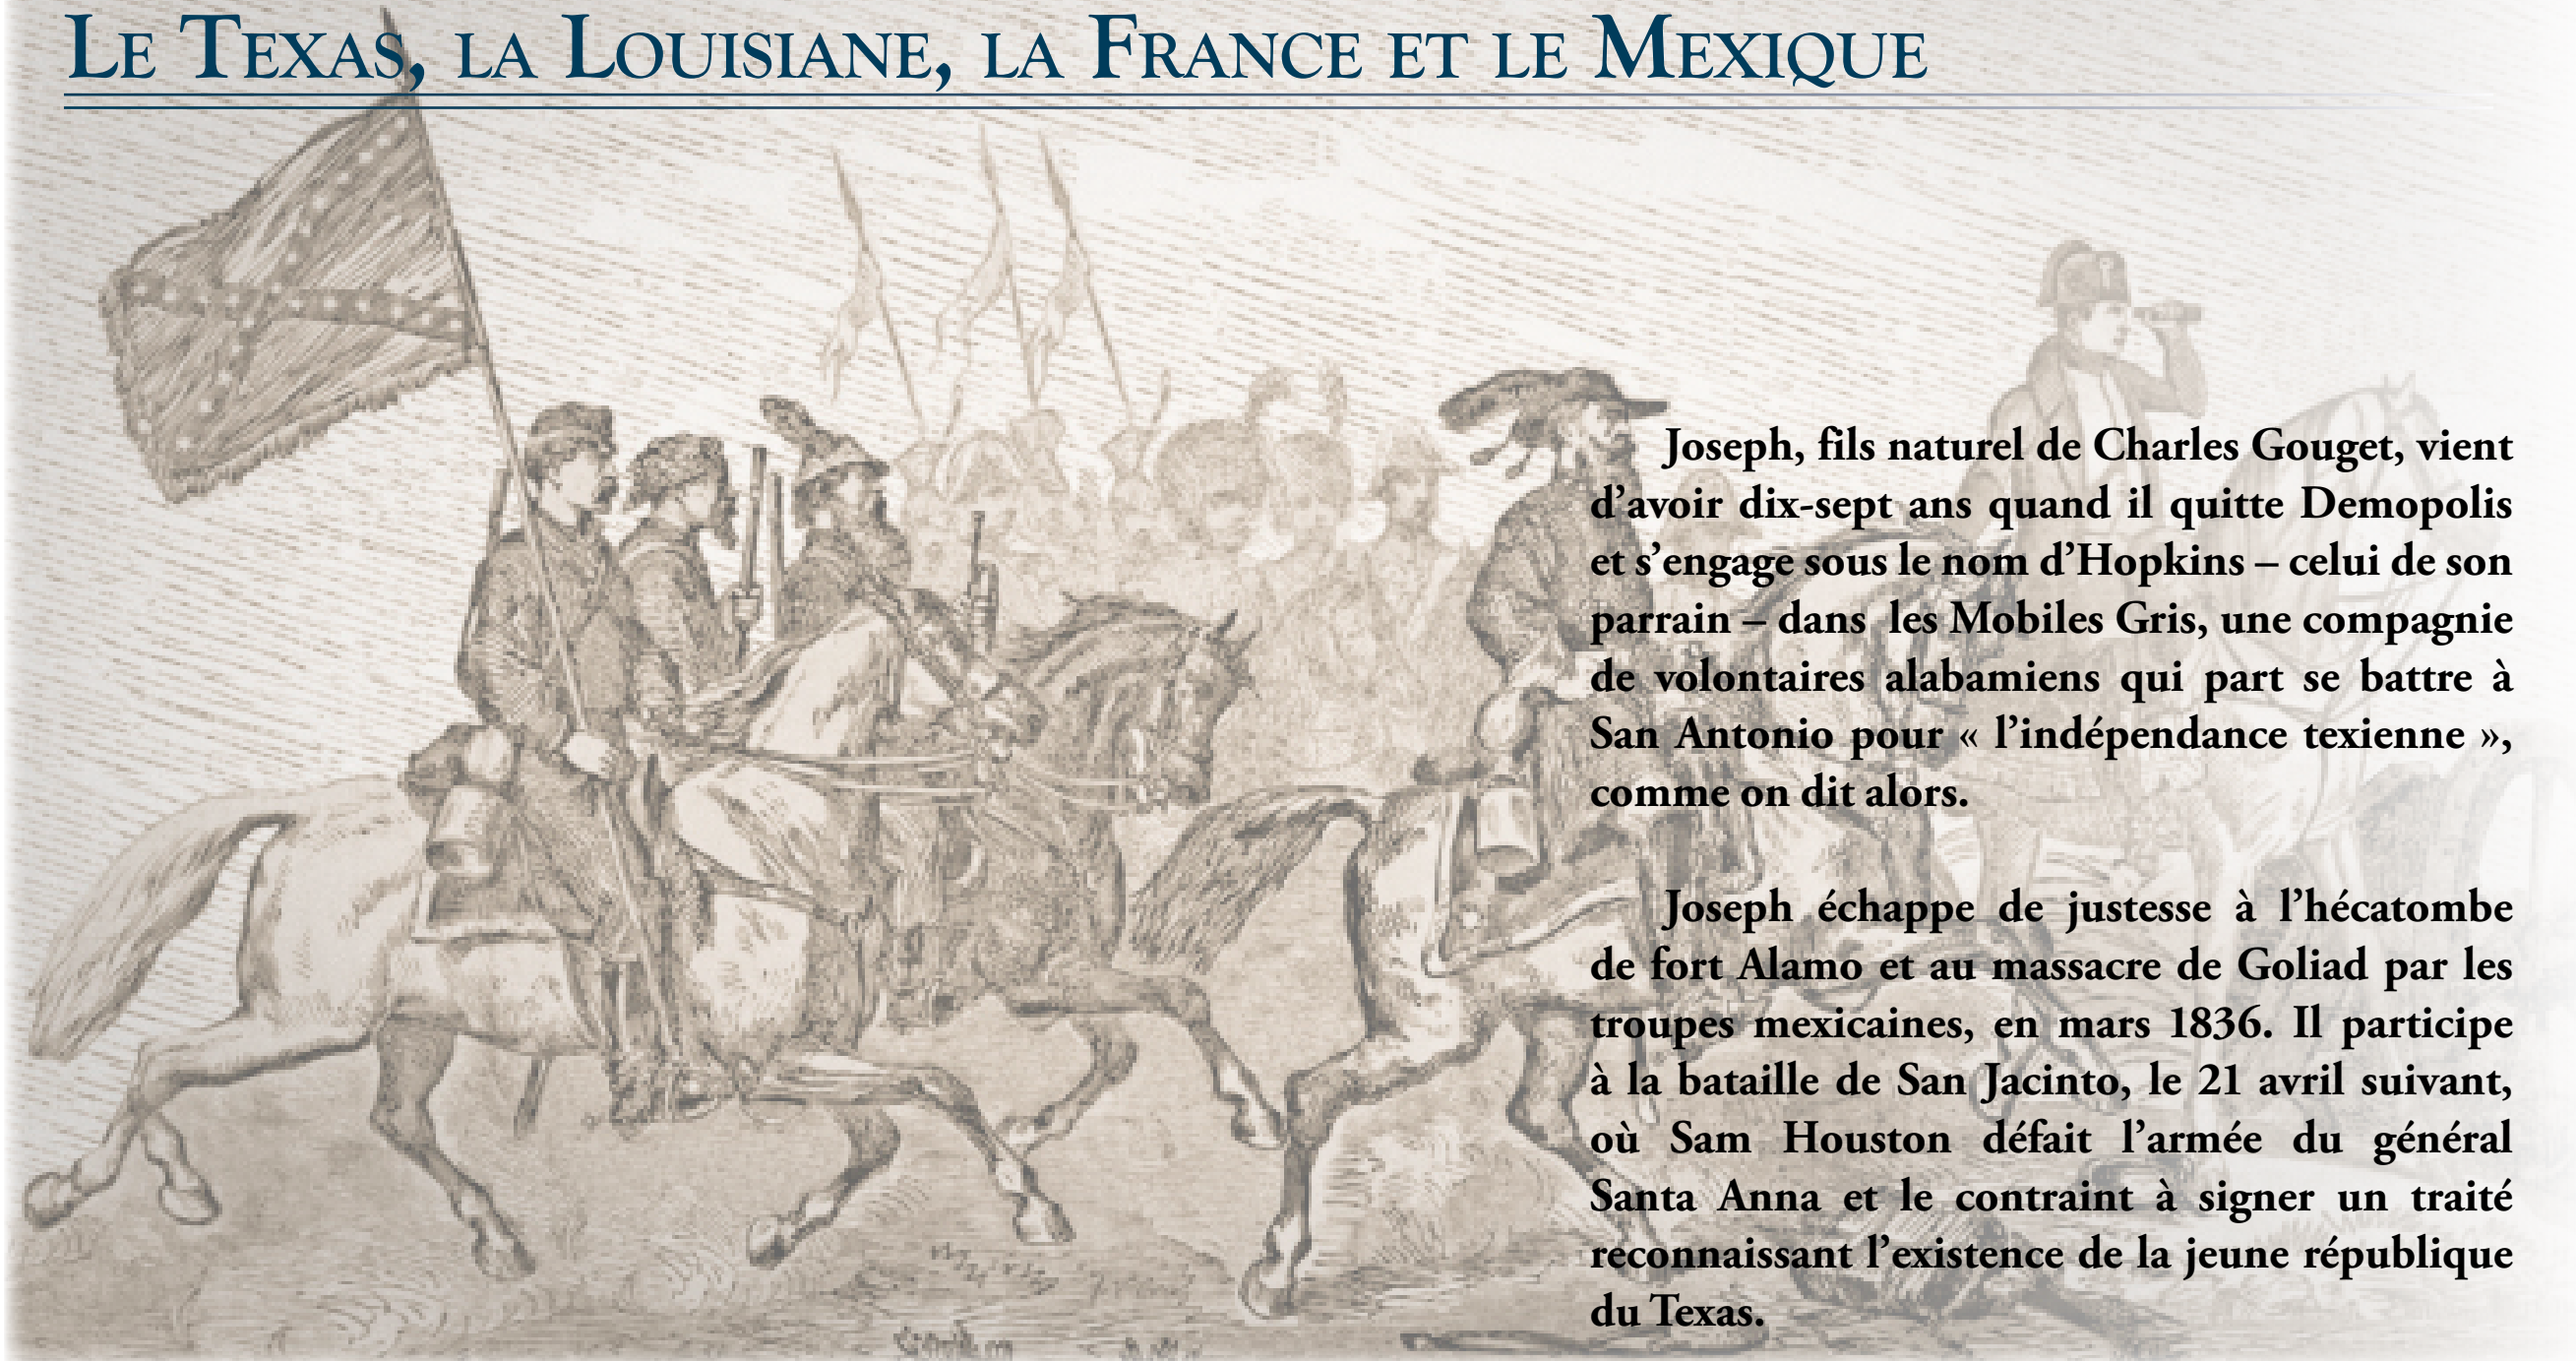 Le Texas, la Louisiane, la France et le Mexique
Joseph, fils naturel de Charles Gouget, vient
d’avoir dix-sept ans quand il quitte Demopolis
et s’engage sous le nom d’Hopkins – celui de son
parrain – dans les Mobiles Gris, une compagnie
de volontaires alabamiens qui part se battre à
San Antonio pour « l’indépendance texienne »,
comme on dit alors.
Joseph échappe de justesse à l’hécatombe
de fort Alamo et au massacre de Goliad par les
troupes mexicaines, en mars 1836. Il participe
à la bataille de San Jacinto, le 21 avril suivant,
où Sam Houston défait l’armée du général
Santa Anna et le contraint à signer un traité
reconnaissant l’existence de la jeune république
du Texas.